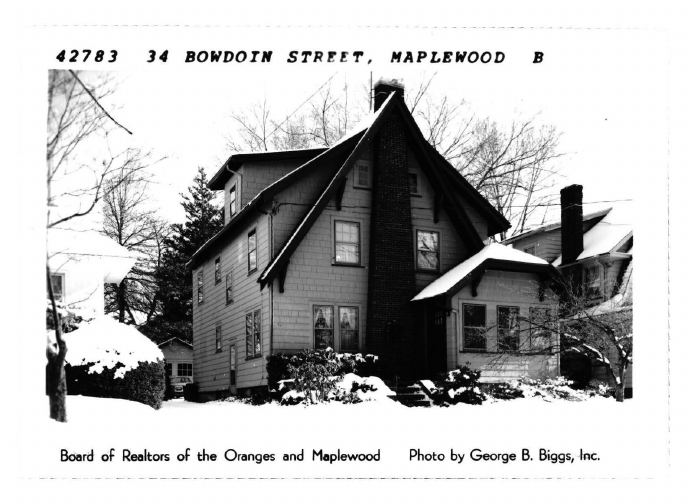 42783 34 BOWDOIN STREET, MAPLEWOOD B
Board of Realtors of the Oranges and Maplewood Photo by George B. Biggs, Inc.